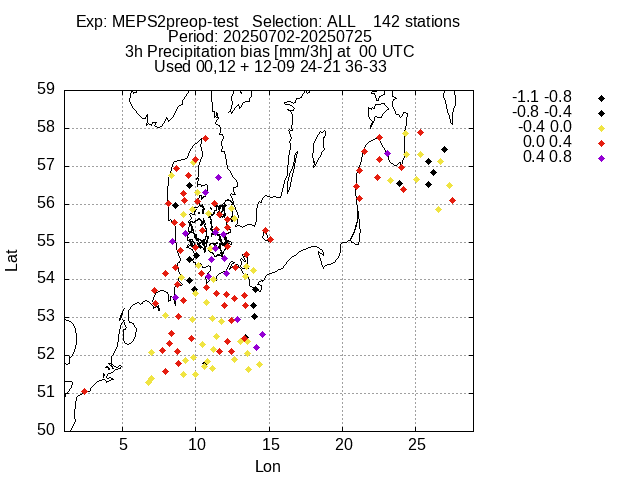 Exp: MEPS2preop-test Selection: ALL 142 stations
Period: 20250702-20250725
3h Precipitation bias [mm/3h] at 00 UTC
Used 00,12 + 12-09 24-21 36-33
-1.1 -0.8
-0.8 -0.4
-0.4 0.0
0.0 0.4
0.4 0.8
59
58
57
56
55
54
53
52
51
50
Lat
5 10 15 20 25
Lon